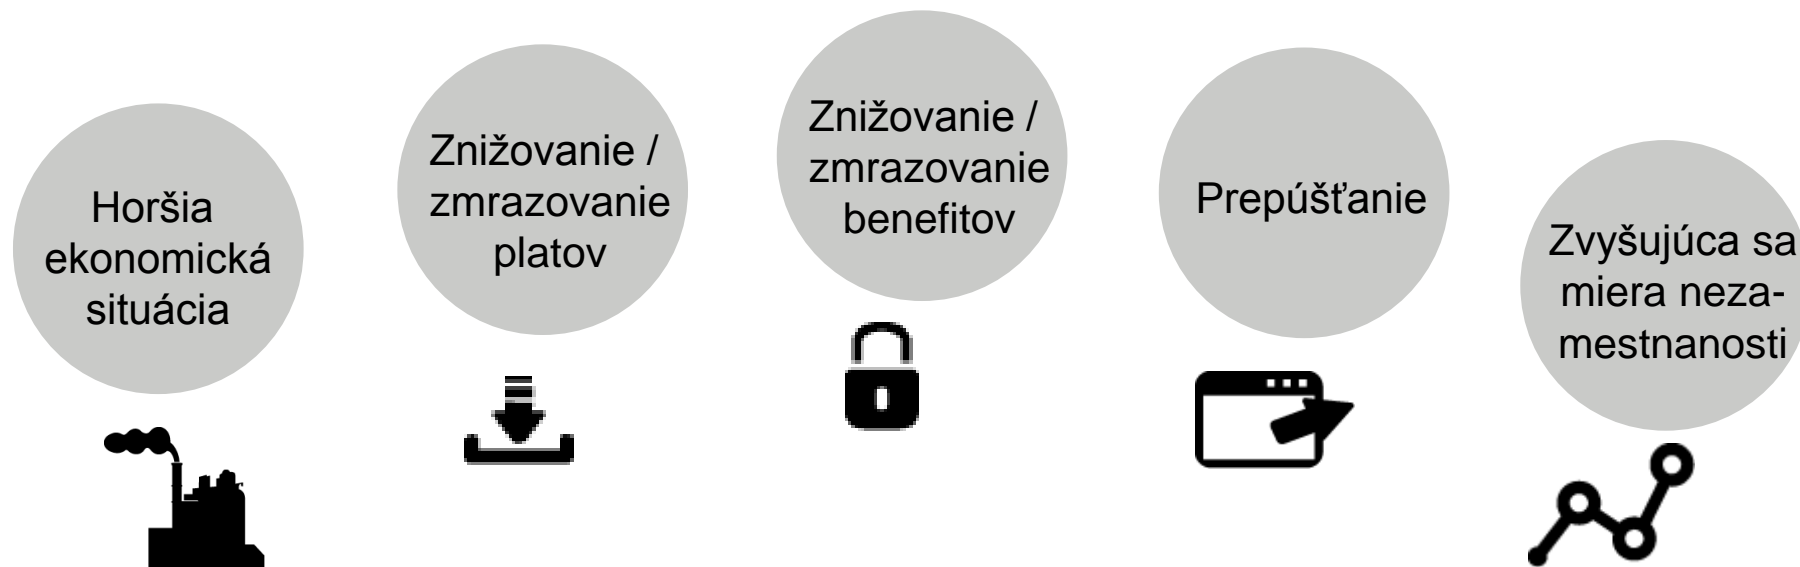 Horšia
ekonomická
situácia
Znižovanie /
zmrazovanie
platov
Znižovanie /
zmrazovanie
benefitov
Prepúšťanie
Zvyšujúca sa
miera neza-
mestnanosti